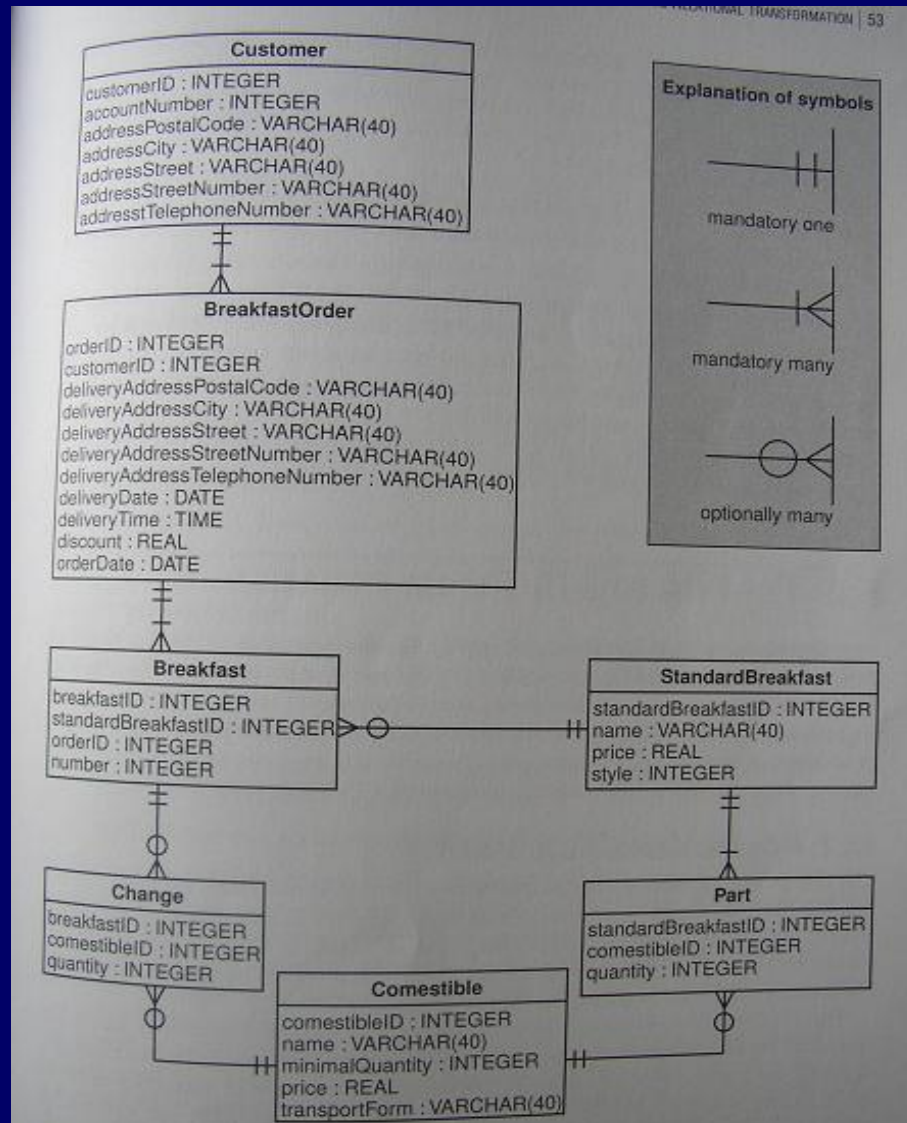 RELATIONAL TRANSFORMATION | 53
Customer
customerID : INTEGER
accountNumber : INTEGER
addressPostalCode : VARCHAR(40)
addressCity : VARCHAR(40)
addressStreet : VARCHAR(40)
addressStreetNumber : VARCHAR(40)
addresstTelephoneNumber : VARCHAR(40)
Explanation of symbols
mandatory one
mandatory many
optionally many
BreakfastOrder
orderID : INTEGER
customerID : INTEGER
deliveryAddressPostalCode : VARCHAR(40)
deliveryAddressCity : VARCHAR(40)
deliveryAddressStreet : VARCHAR(40)
deliveryAddressStreetNumber : VARCHAR(40)
deliveryAddressTelephoneNumber : VARCHAR(40)
deliveryDate : DATE
deliveryTime : TIME
discount : REAL
orderDate : DATE
Breakfast
breakfastID : INTEGER
standardBreakfastID : INTEGER
orderID : INTEGER
number : INTEGER
StandardBreakfast
standardBreakfastID : INTEGER
name : VARCHAR(40)
price : REAL
style : INTEGER
Change
breakfastID : INTEGER
comestibleID : INTEGER
quantity : INTEGER
Part
standardBreakfastID : INTEGER
comestibleID : INTEGER
quantity : INTEGER
Comestible
comestibleID : INTEGER
name : VARCHAR(40)
minimalQuantity : INTEGER
price : REAL
transportForm : VARCHAR(40)